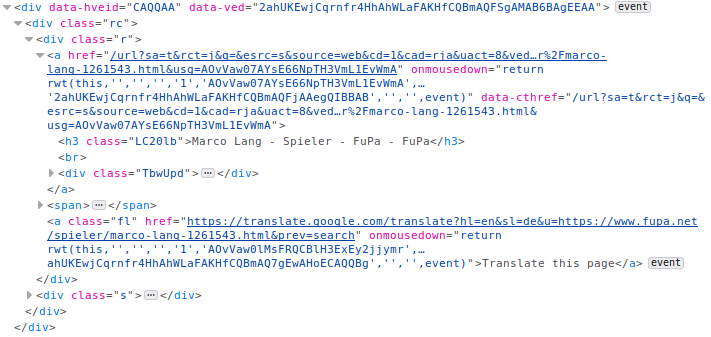 <div data-hveid="CAQQAA" data-ved="2ahUKEwjCqrnfr4HhAhWLaFAKHfCQBmAQFSgAMAB6BAgEEAA"> event
<div class="rc">
<div class="r">
<a href="/url?sa=t&rct=j&q=&esrc=s&source=web&cd=1&cad=rja&uact=8&ved…r%2Fmarco-
lang-1261543.html&usg=AOvVaw07AYsE66NpTH3VmL1EvWmA" onmousedown="return
rwt(this,'','','','1','AOvVaw07AYsE66NpTH3VmL1EvWmA',…
'2ahUKEwjCqrnfr4HhAhWLaFAKHfCQBmAQFjAAegQIBBAB','','',event)" data-cthref="/url?sa=t&rct=j&q=&
esrc=s&source=web&cd=1&cad=rja&uact=8&ved…r%2Fmarco-lang-1261543.html&
usg=AOvVaw07AYsE66NpTH3VmL1EvWmA">
<h3 class="LC20lb">Marco Lang - Spieler - FuPa - FuPa</h3>
<br>
<div class="TbwUpd"> … </div>
</a>
<span> … </span>
<a class="fl" href="https://translate.google.com/translate?hl=en&sl=de&u=https://www.fupa.net
/spieler/marco-lang-1261543.html&prev=search" onmousedown="return
rwt(this,'','','','1','AOvVaw0lMsFRQCBlH3ExEy2jjymr',…
ahUKEwjCqrnfr4HhAhWLaFAKHfCQBmAQ7gEwAHoECAQQBg','','',event)">Translate this page</a> event
</div>
<div class="s"> … </div>
</div>
</div>